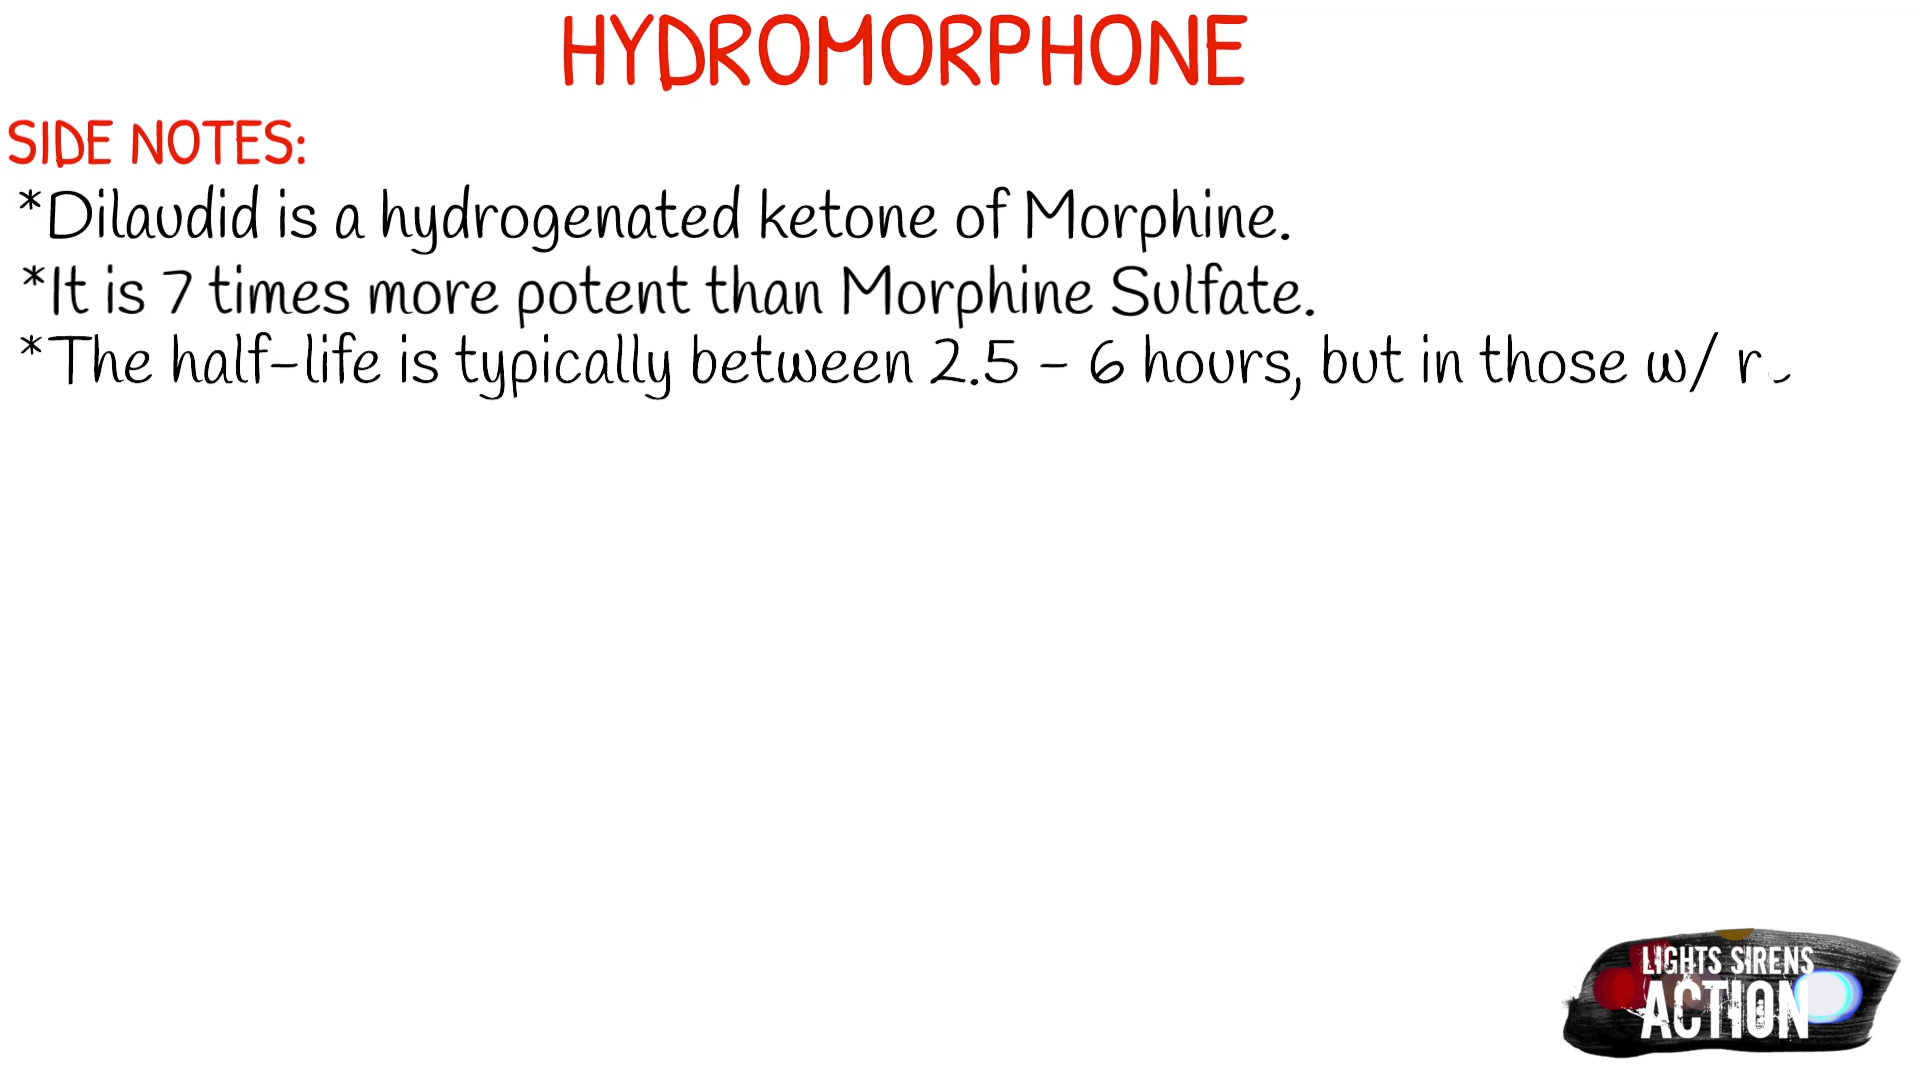 HYDROMORPHONE
SIDE NOTES:
*Dilaudid is a hydrogenated ketone of Morphine.
*It is 7 times more potent than Morphine Sulfate.
*The half-life is typically between 2.5 - 6 hours, but in those w/ r
LIGHTS SIRENS
ACTION